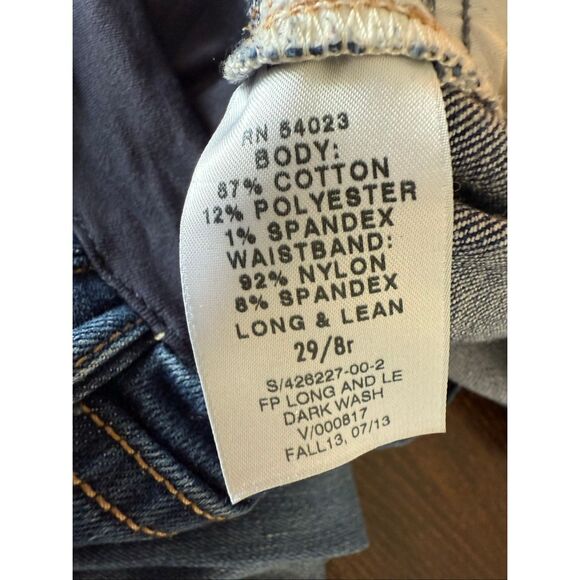 RN 54023
BODY:
87% COTTON
12% POLYESTER
1% SPANDEX
WAISTBAND:
92% NYLON
8% SPANDEX
LONG & LEAN
29/8r
S/426227-00-2
FP LONG AND LE
DARK WASH
V/000817
FALL13, 07/13